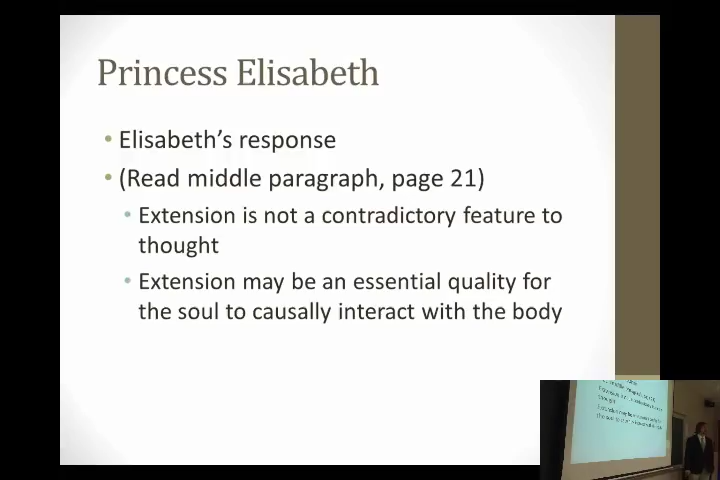 Princess Elisabeth
• Elisabeth's response
• (Read middle paragraph, page 21)
• Extension is not a contradictory feature to
thought
• Extension may be an essential quality for
the soul to causally interact with the body